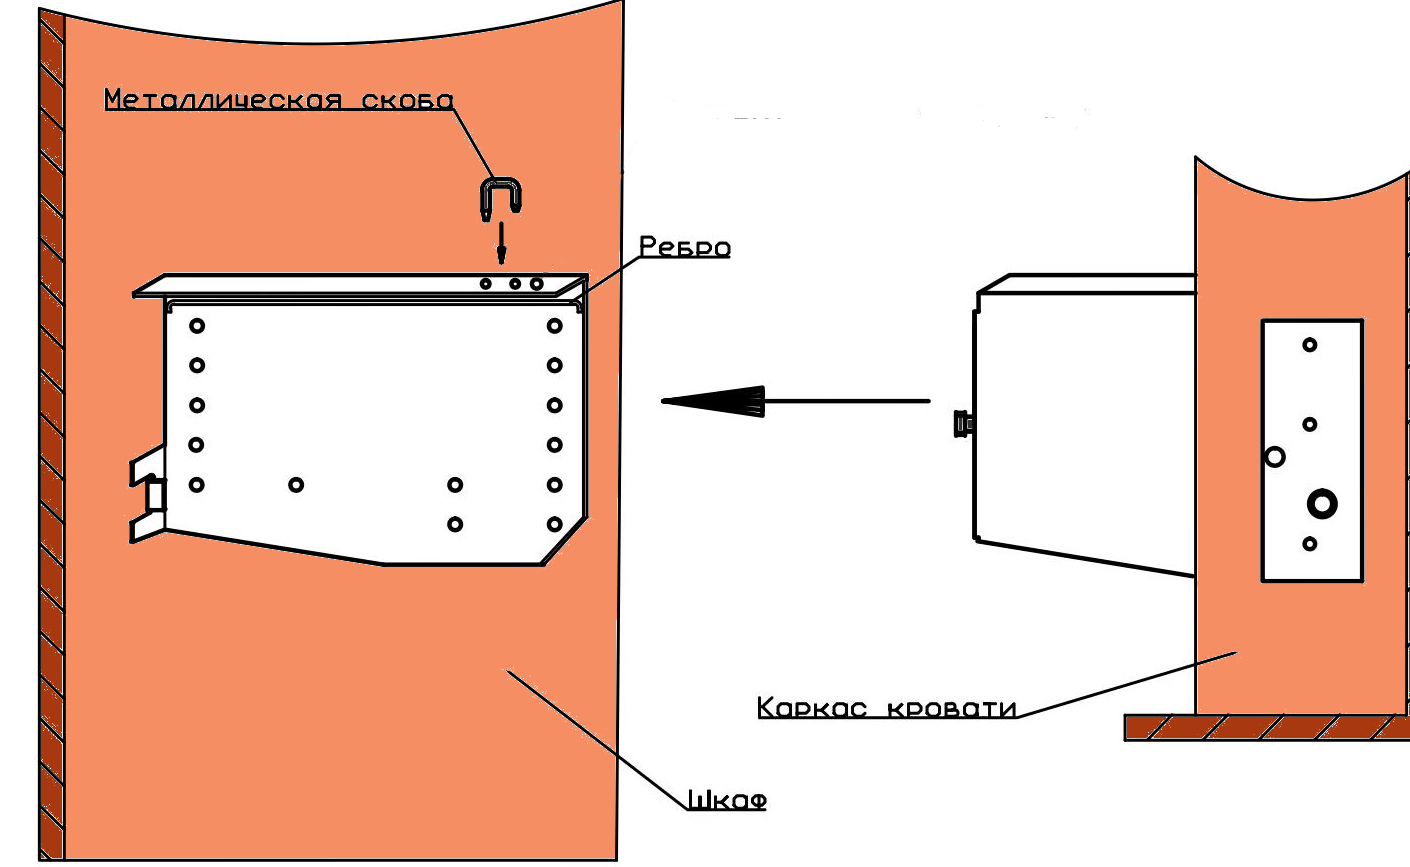 Металлическая скоба
Ребро
Каркас кровати
Шкаф